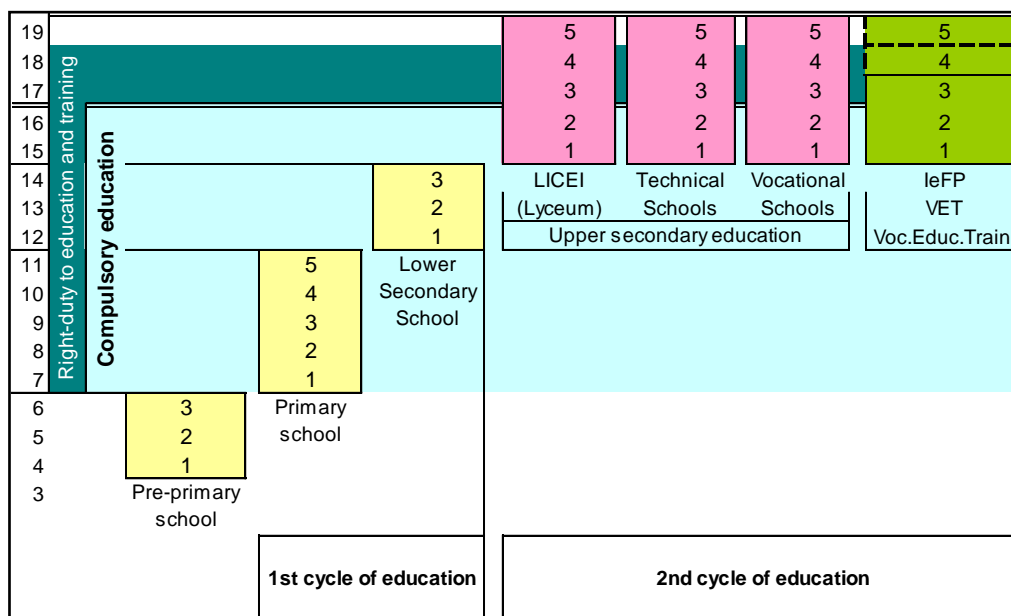 19 5 5 5 5
18 4 4 4 4
17 3 3 3 3
16 2 2 2 2
15 1 1 1 1
14 3 LICEI Technical Vocational IeFP
13 2 (Lyceum) Schools Schools VET
12 1 Upper secondary education Voc.Educ.Train
11 5 Lower
10 4 Secondary
9 3 School
8 2
7 1
6 3 Primary
5 2 school
4 1
3 Pre-primary
school
Right-duty to education and training
Compulsory education
1st cycle of education
2nd cycle of education